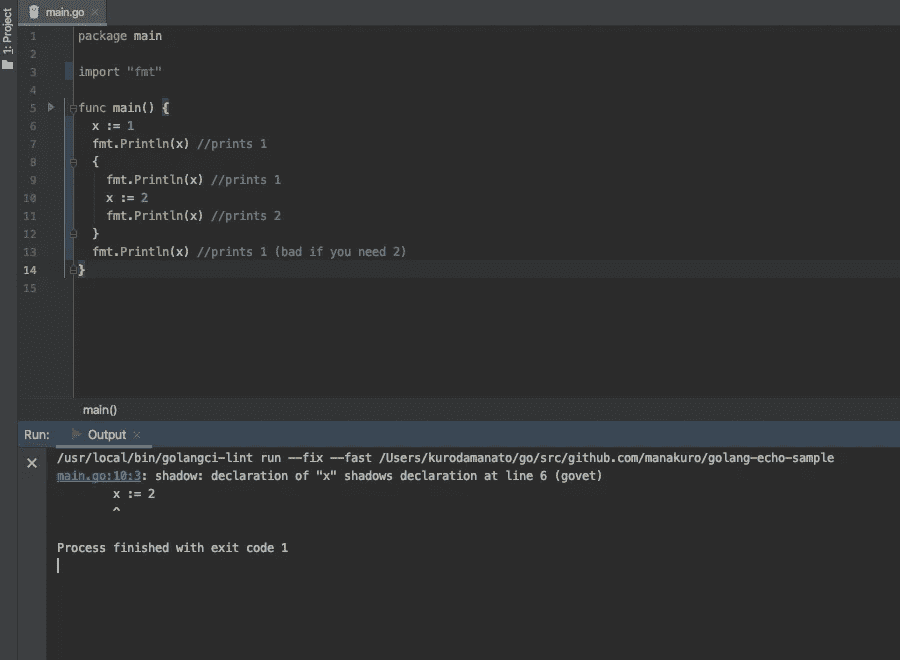 main.go
1: Project
1 package main
2
3 import "fmt"
4
5 func main() {
6 x := 1
7 fmt.Println(x) //prints 1
8 {
9 fmt.Println(x) //prints 1
10 x := 2
11 fmt.Println(x) //prints 2
12 }
13 fmt.Println(x) //prints 1 (bad if you need 2)
14 }
15
main()
Run: Output
/usr/local/bin/golangci-lint run --fix --fast /Users/kurodamanato/go/src/github.com/manakuro/golang-echo-sample
main.go:10:3: shadow: declaration of "x" shadows declaration at line 6 (govet)
x := 2
^
Process finished with exit code 1